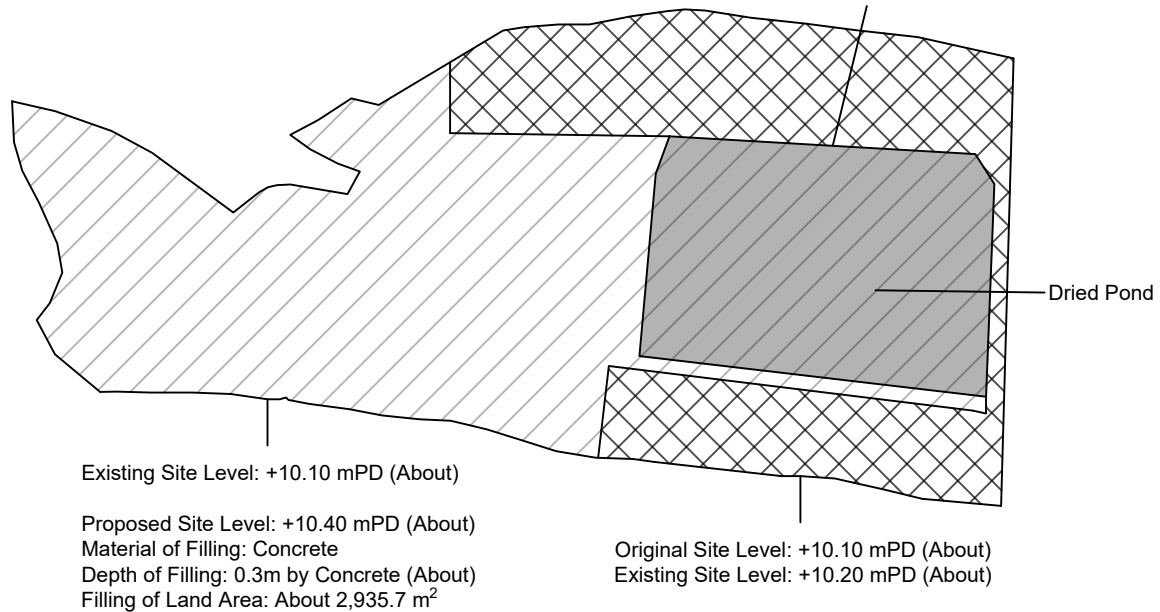 Dried Pond
Existing Site Level: +10.10 mPD (About)
Proposed Site Level: +10.40 mPD (About)
Material of Filling: Concrete
Depth of Filling: 0.3m by Concrete (About)
Filling of Land Area: About 2,935.7 m²
Original Site Level: +10.10 mPD (About)
Existing Site Level: +10.20 mPD (About)